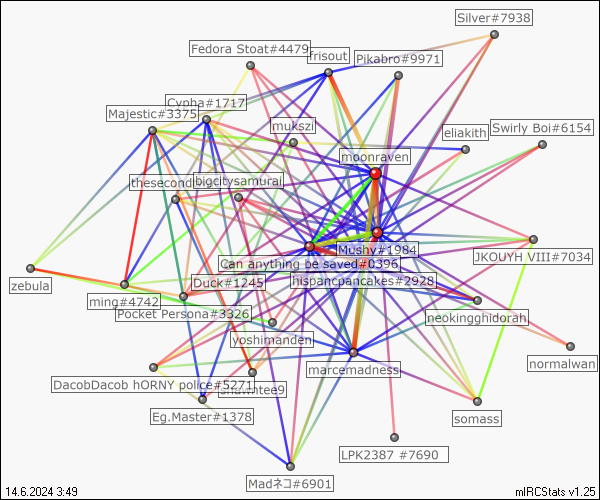 Silver#7938
Fedora Stoat#4479
frisout
Pikabro#9971
Cypha#1717
Majestic#3375
mukszi
eliakith
Swirly Boi#6154
moonraven
bigcitysamurai
Mushy#1984
JKOUYH VIII#7034
Can anything be saved#0396
zebula
Duck#1245
hispancpancakes#2928
ming#4742
Pocket Persona#3326
neokingghidorah
yoshimanden
normalwan
marcemadness
DacobDacob hORNY police#5271
Eg.Master#1378
somass
LPK2387 #7690
Madネコ#6901
14.6.2024 3:49
mIRCStats v1.25